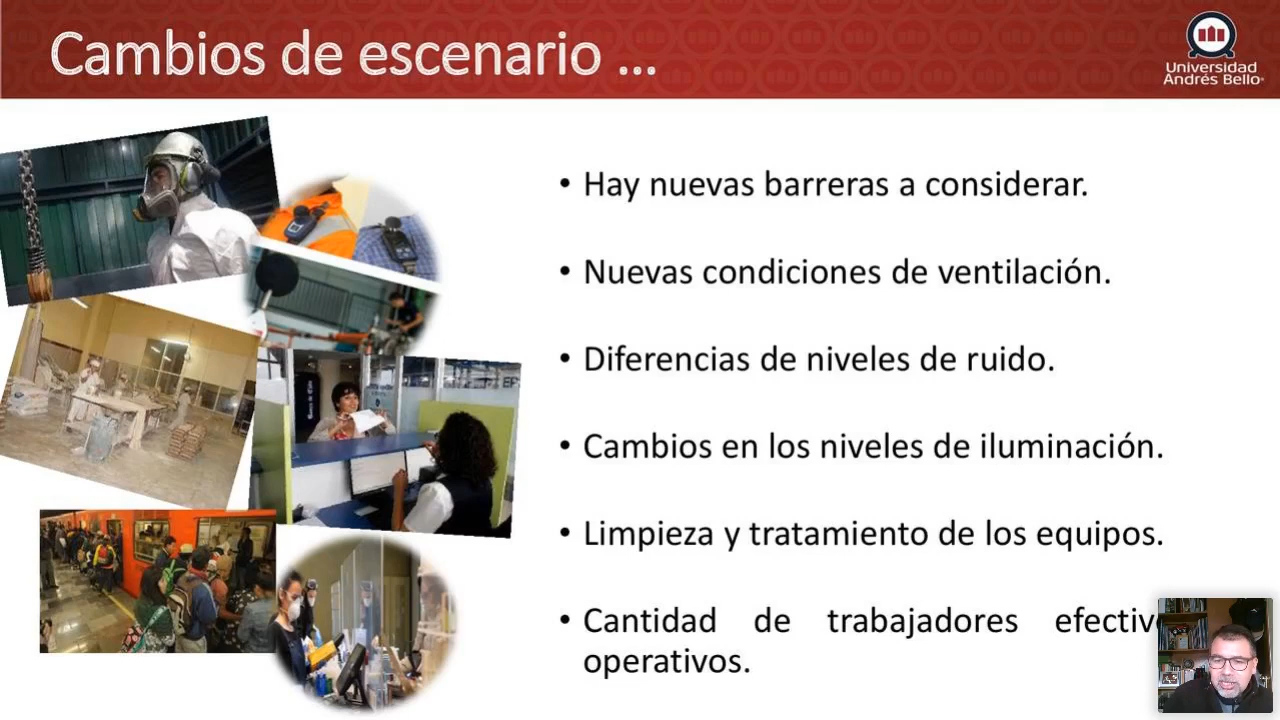 Cambios de escenario ...
Universidad
Andrés Bello
• Hay nuevas barreras a considerar.
• Nuevas condiciones de ventilación.
• Diferencias de niveles de ruido.
• Cambios en los niveles de iluminación.
• Limpieza y tratamiento de los equipos.
• Cantidad de trabajadores
operativos.